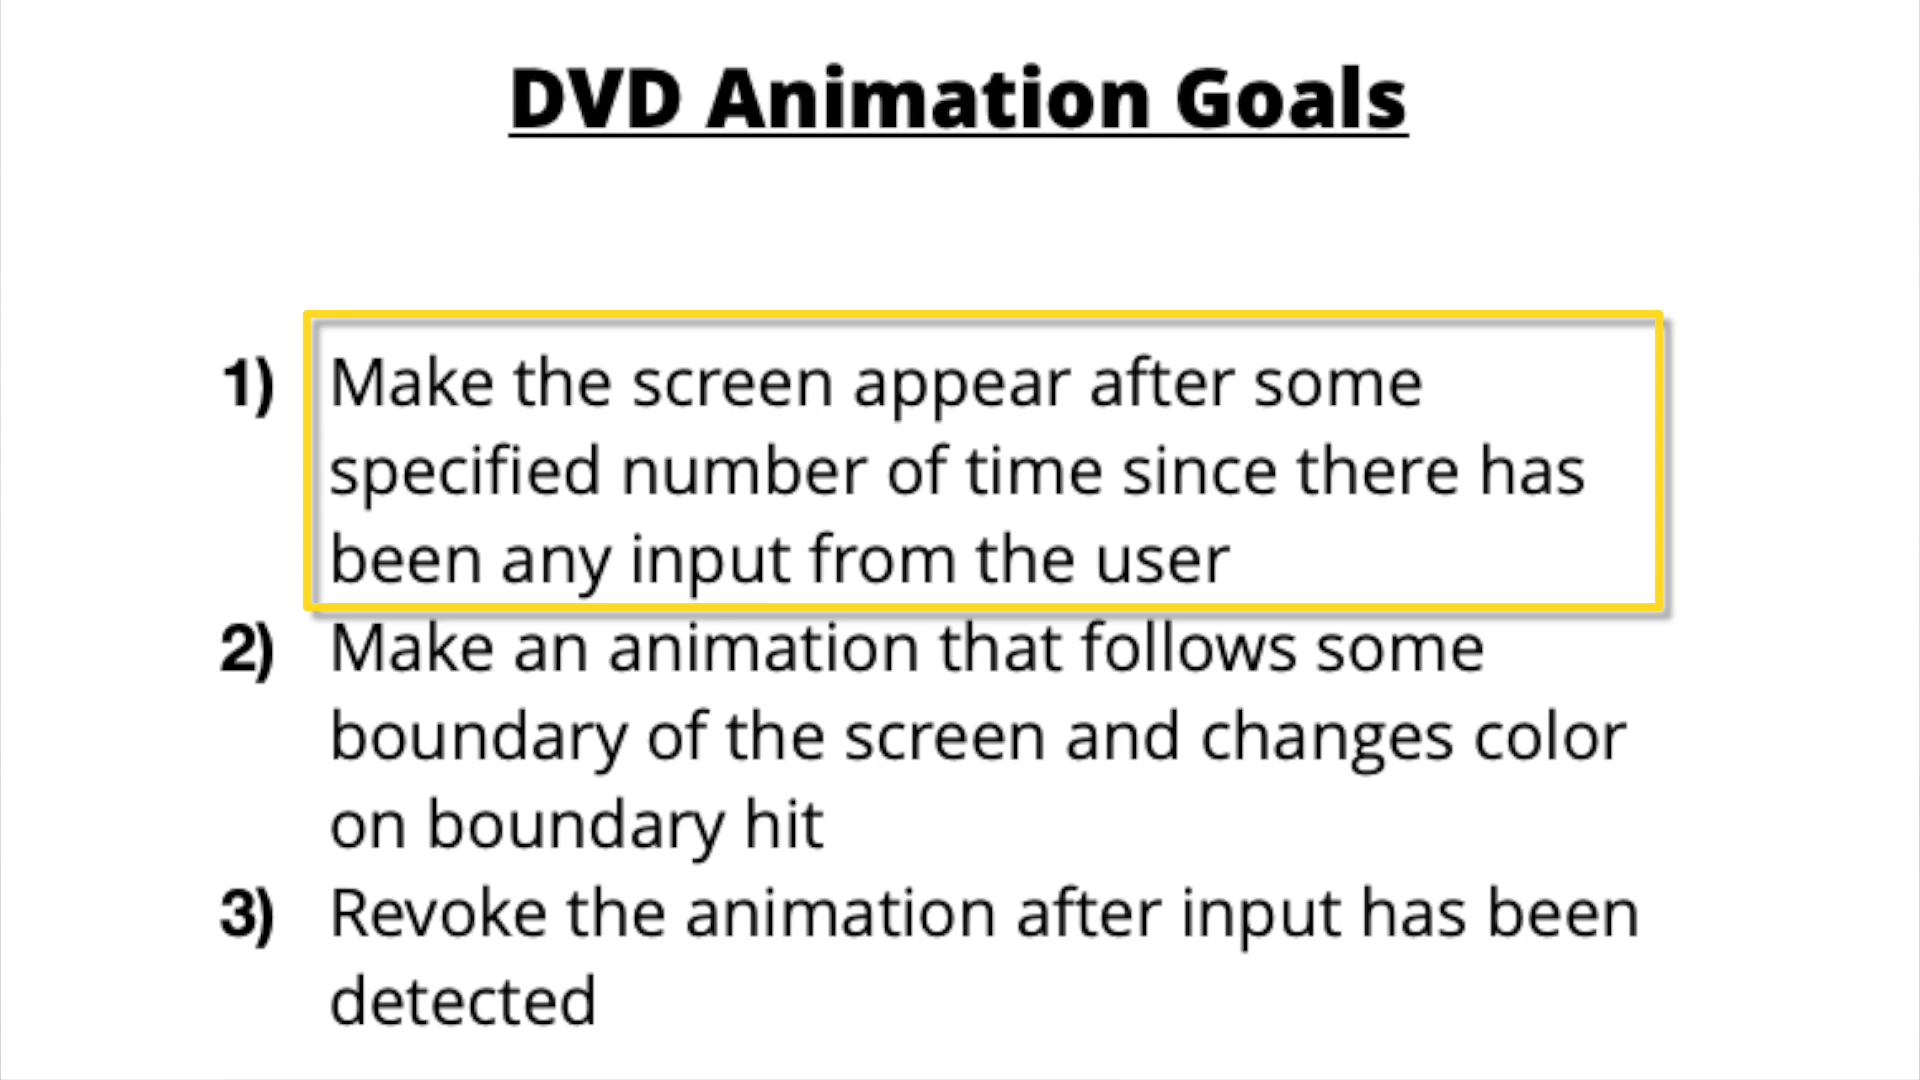 DVD Animation Goals
1) Make the screen appear after some
specified number of time since there has
been any input from the user
2) Make an animation that follows some
boundary of the screen and changes color
on boundary hit
3) Revoke the animation after input has been
detected